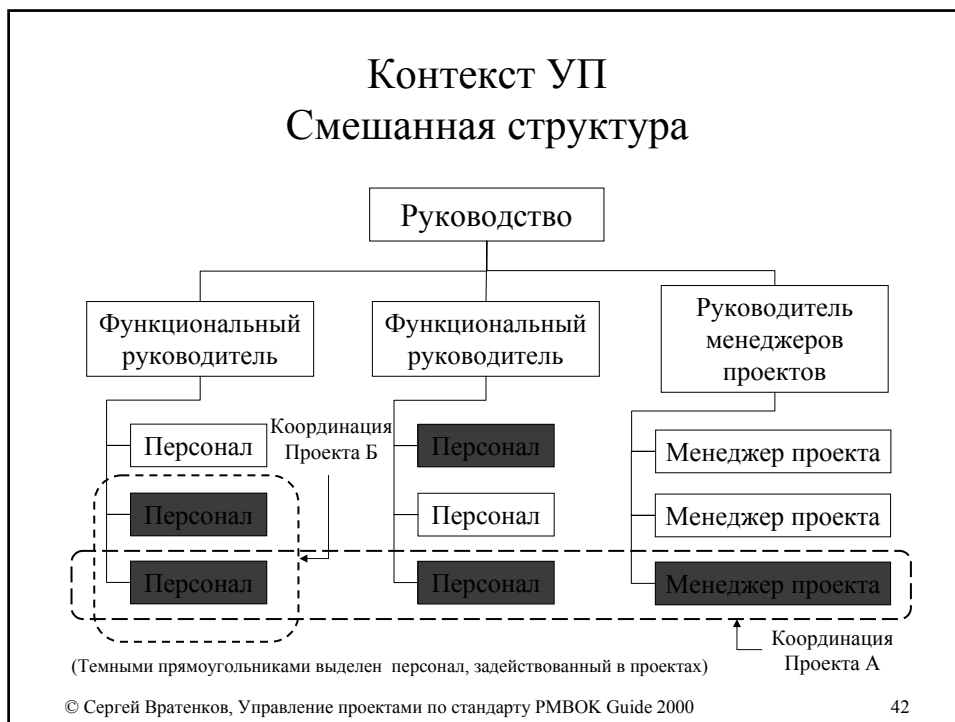 Контекст УП
Смешанная структура
Руководство
Функциональный
руководитель
Функциональный
руководитель
Руководитель
менеджеров
проектов
Координация
Проекта Б
Персонал
Персонал
Менеджер проекта
Персонал
Персонал
Менеджер проекта
Персонал
Персонал
Менеджер проекта
Координация
Проекта А
(Темными прямоугольниками выделен персонал, задействованный в проектах)
© Сергей Вратенков, Управление проектами по стандарту PMBOK Guide 2000
42